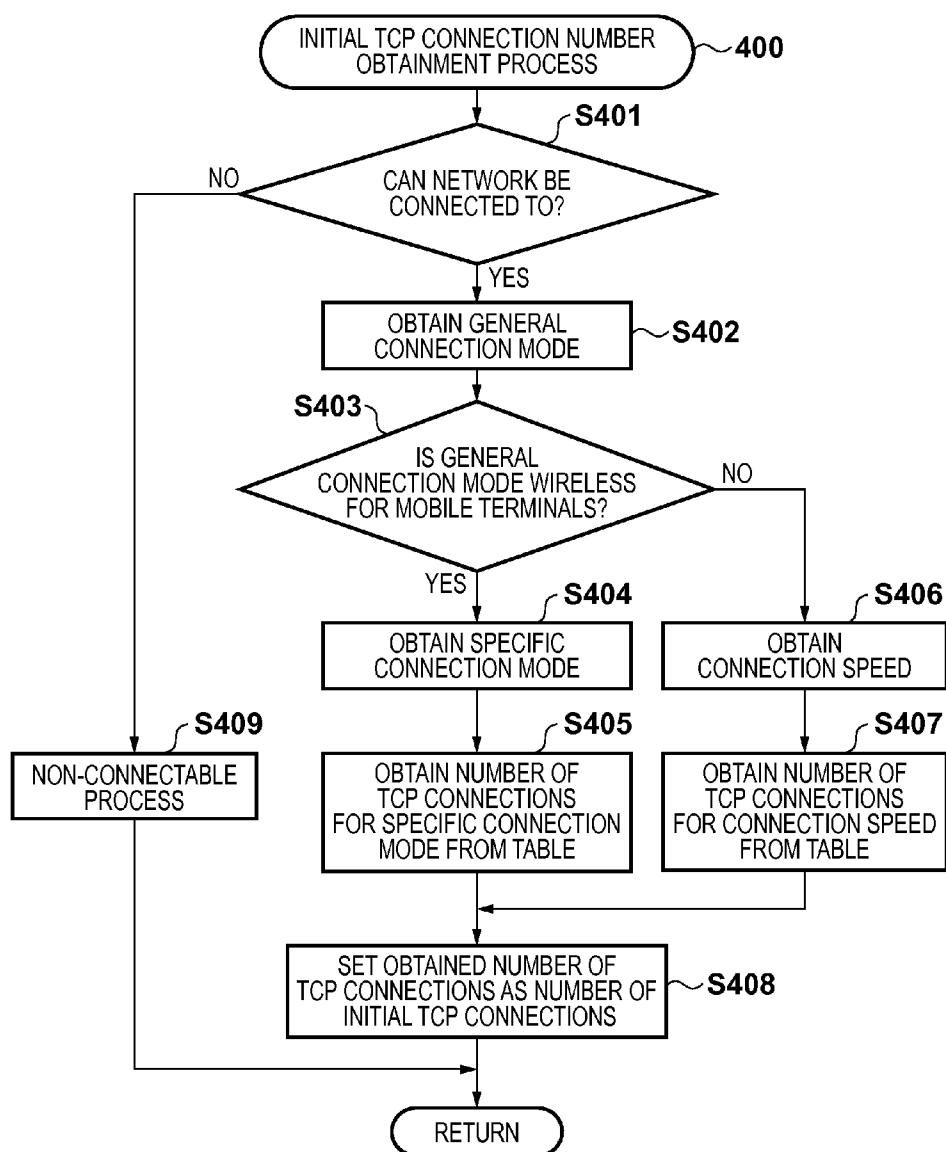 INITIAL TCP CONNECTION NUMBER
OBTAINMENT PROCESS
400
S401
CAN NETWORK BE
CONNECTED TO?
NO
YES
OBTAIN GENERAL
CONNECTION MODE
S402
S403
IS GENERAL
CONNECTION MODE WIRELESS
FOR MOBILE TERMINALS?
NO
YES
S404
OBTAIN SPECIFIC
CONNECTION MODE
S406
OBTAIN
CONNECTION SPEED
S409
NON-CONNECTABLE
PROCESS
S405
OBTAIN NUMBER OF
TCP CONNECTIONS
FOR SPECIFIC CONNECTION
MODE FROM TABLE
S407
OBTAIN NUMBER OF
TCP CONNECTIONS
FOR CONNECTION SPEED
FROM TABLE
SET OBTAINED NUMBER OF
TCP CONNECTIONS AS NUMBER OF
INITIAL TCP CONNECTIONS
S408
RETURN